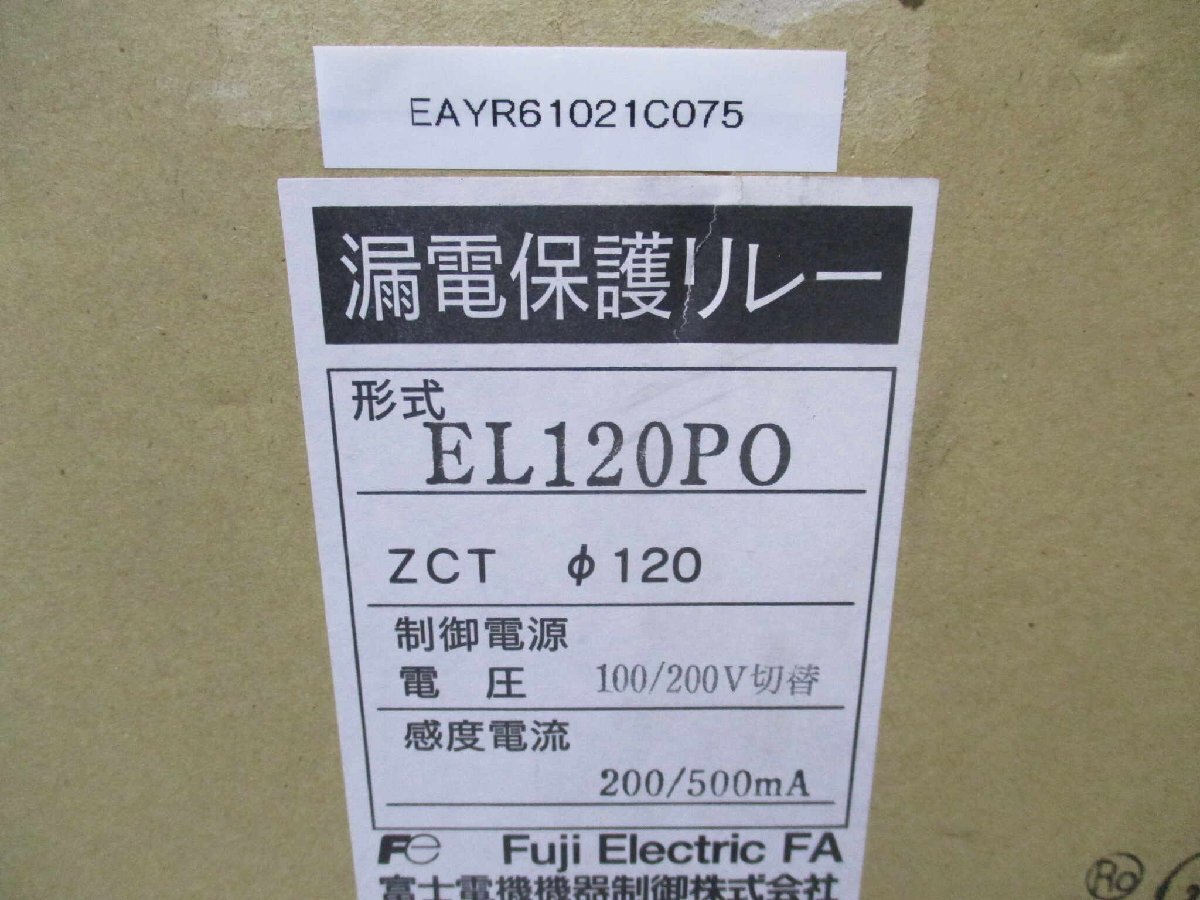 EAYR61021C075
漏電保護リレー
形式
EL120PO
ZCT φ120
制御電源
電圧 100/200V切替
感度電流
200/500mA
Fe Fuji Electric FA
富士電機機器制御株式会社
Ro